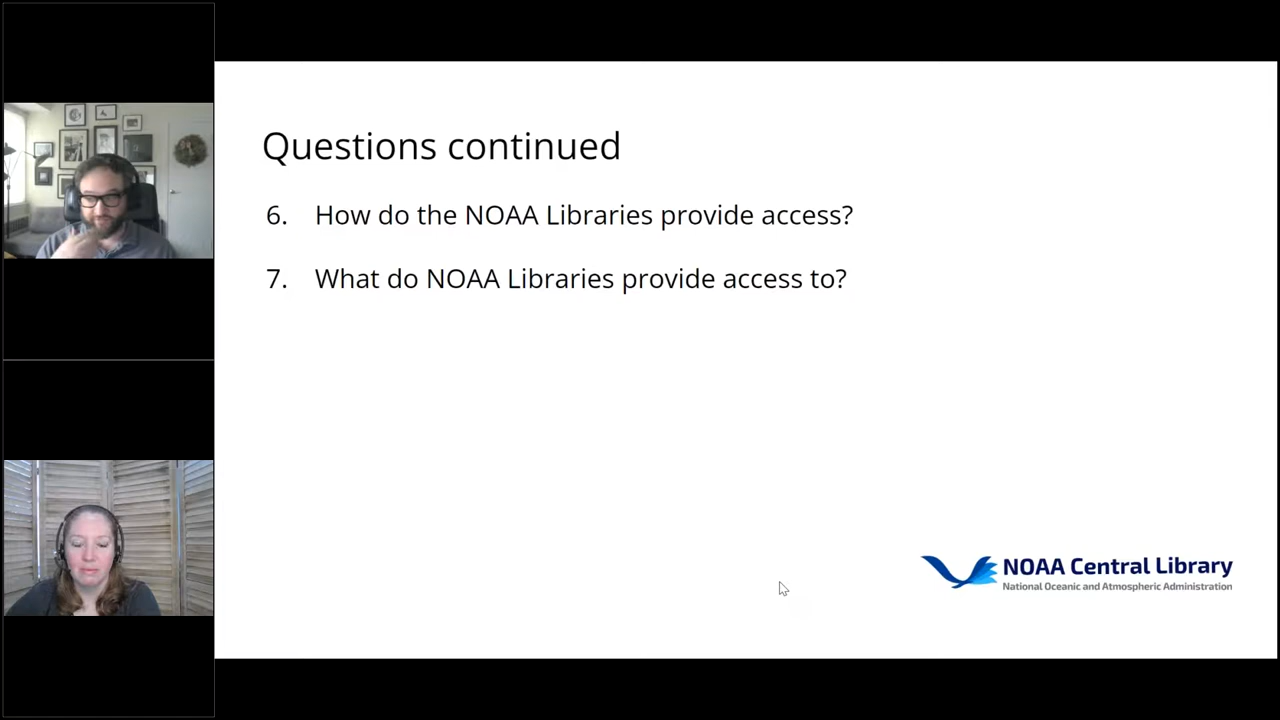 Questions continued
6. How do the NOAA Libraries provide access?
7. What do NOAA Libraries provide access to?
NOAA Central Library
National Oceanic and Atmospheric Administration